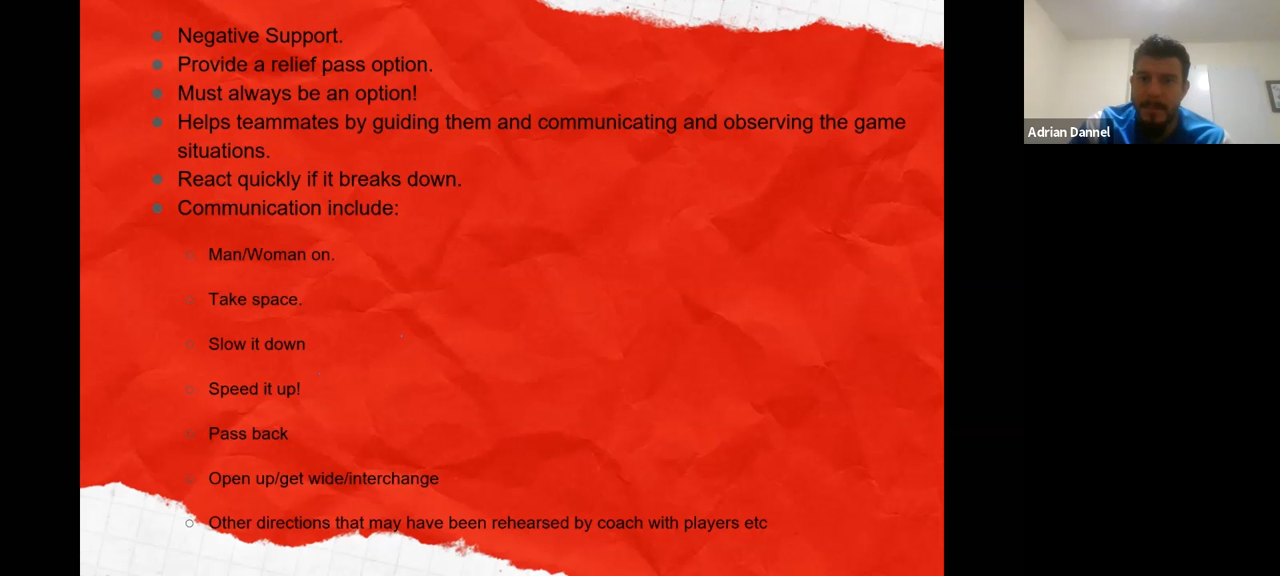 Negative Support.
Provide a relief pass option.
Must always be an option!
Helps teammates by guiding them and communicating and observing the game
situations.
React quickly if it breaks down.
Communication include:
Man/Woman on.
Take space.
Slow it down
Speed it up!
Pass back
Open up/get wide/interchange
Other directions that may have been rehearsed by coach with players etc
Adrian Dannel